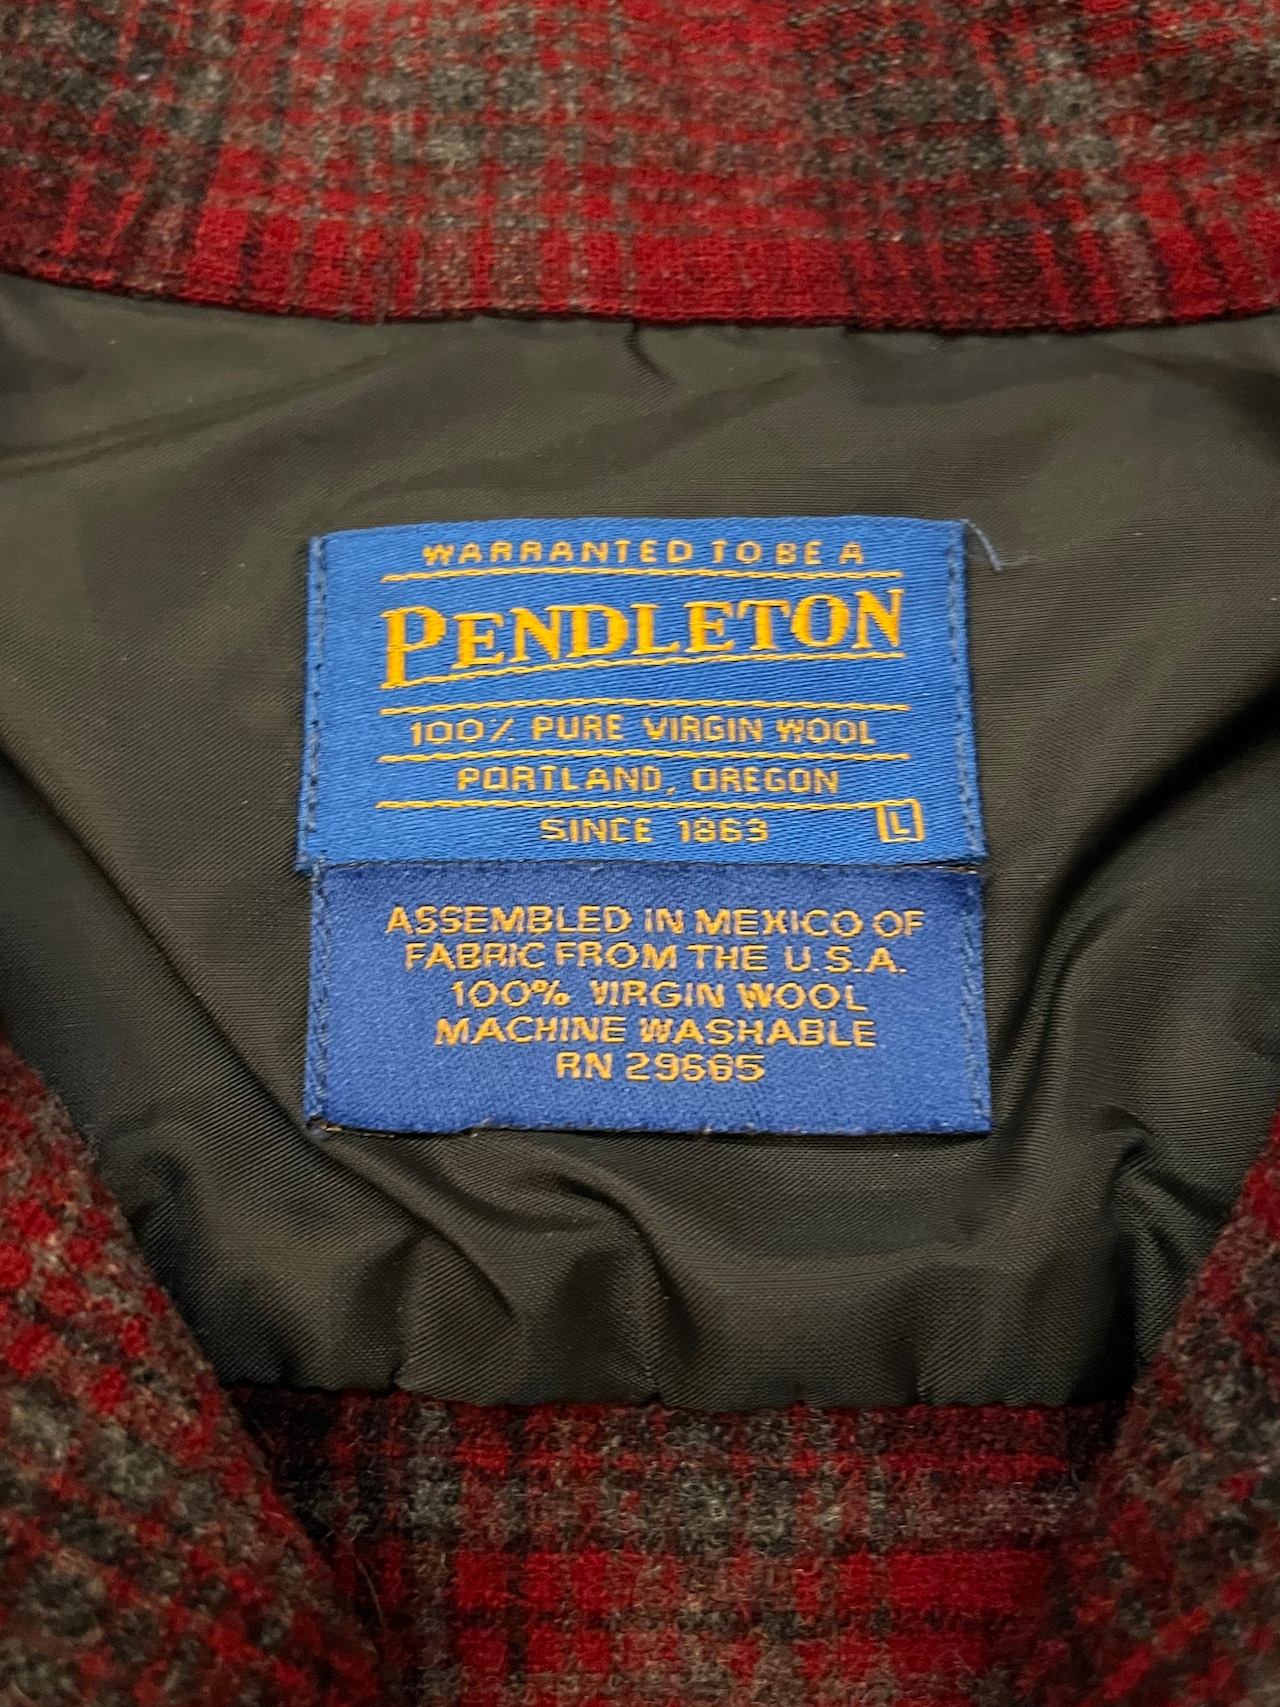 WARRANTED TO BE A
PENDLETON
100% PURE VIRGIN WOOL
PORTLAND, OREGON
SINCE 1863
L
ASSEMBLED IN MEXICO OF
FABRIC FROM THE U.S.A.
100% VIRGIN WOOL
MACHINE WASHABLE
RN 29665